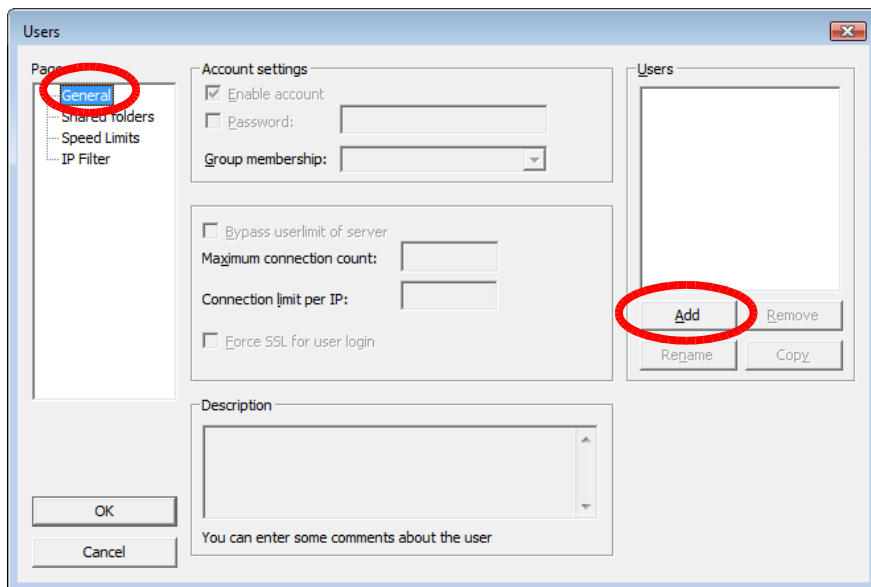 Users
Page
General
Shared folders
Speed Limits
IP Filter
Account settings
Enable account
Password:
Group membership:
Bypass userlimit of server
Maximum connection count:
Connection limit per IP:
Force SSL for user login
Description
You can enter some comments about the user
Users
Add
Remove
Rename
Copy
OK
Cancel